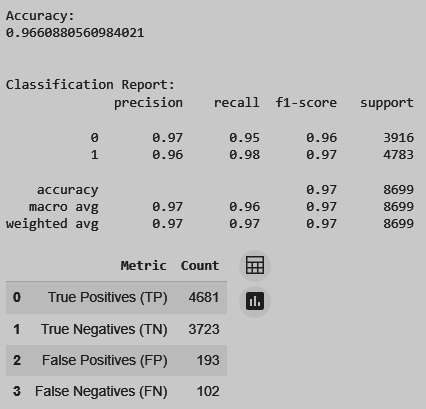 Accuracy:
0.9660880560984021
Classification Report:
precision recall f1-score support
0 0.97 0.95 0.96 3916
1 0.96 0.98 0.97 4783
accuracy 0.97 8699
macro avg 0.97 0.96 0.97 8699
weighted avg 0.97 0.97 0.97 8699
Metric Count
0 True Positives (TP) 4681
1 True Negatives (TN) 3723
2 False Positives (FP) 193
3 False Negatives (FN) 102